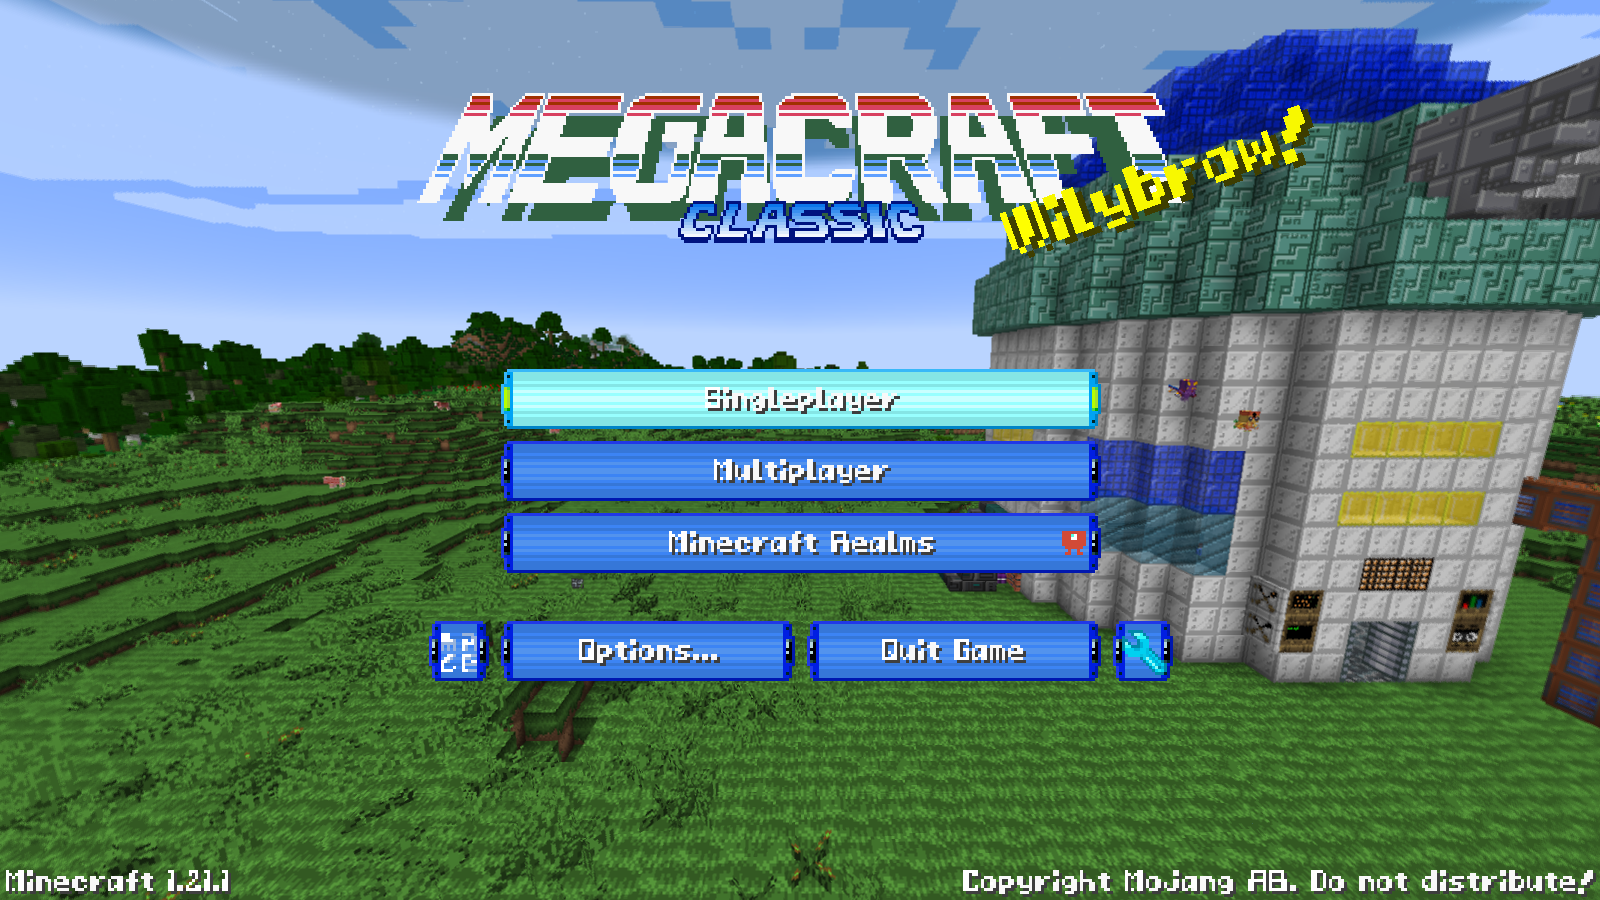 MEGACRAFT
CLASSIC
Wilybrow!
Singleplayer
Multiplayer
Minecraft Realms
Options...
Quit Game
Minecraft 1.21.1
Copyright Mojang AB. Do not distribute!